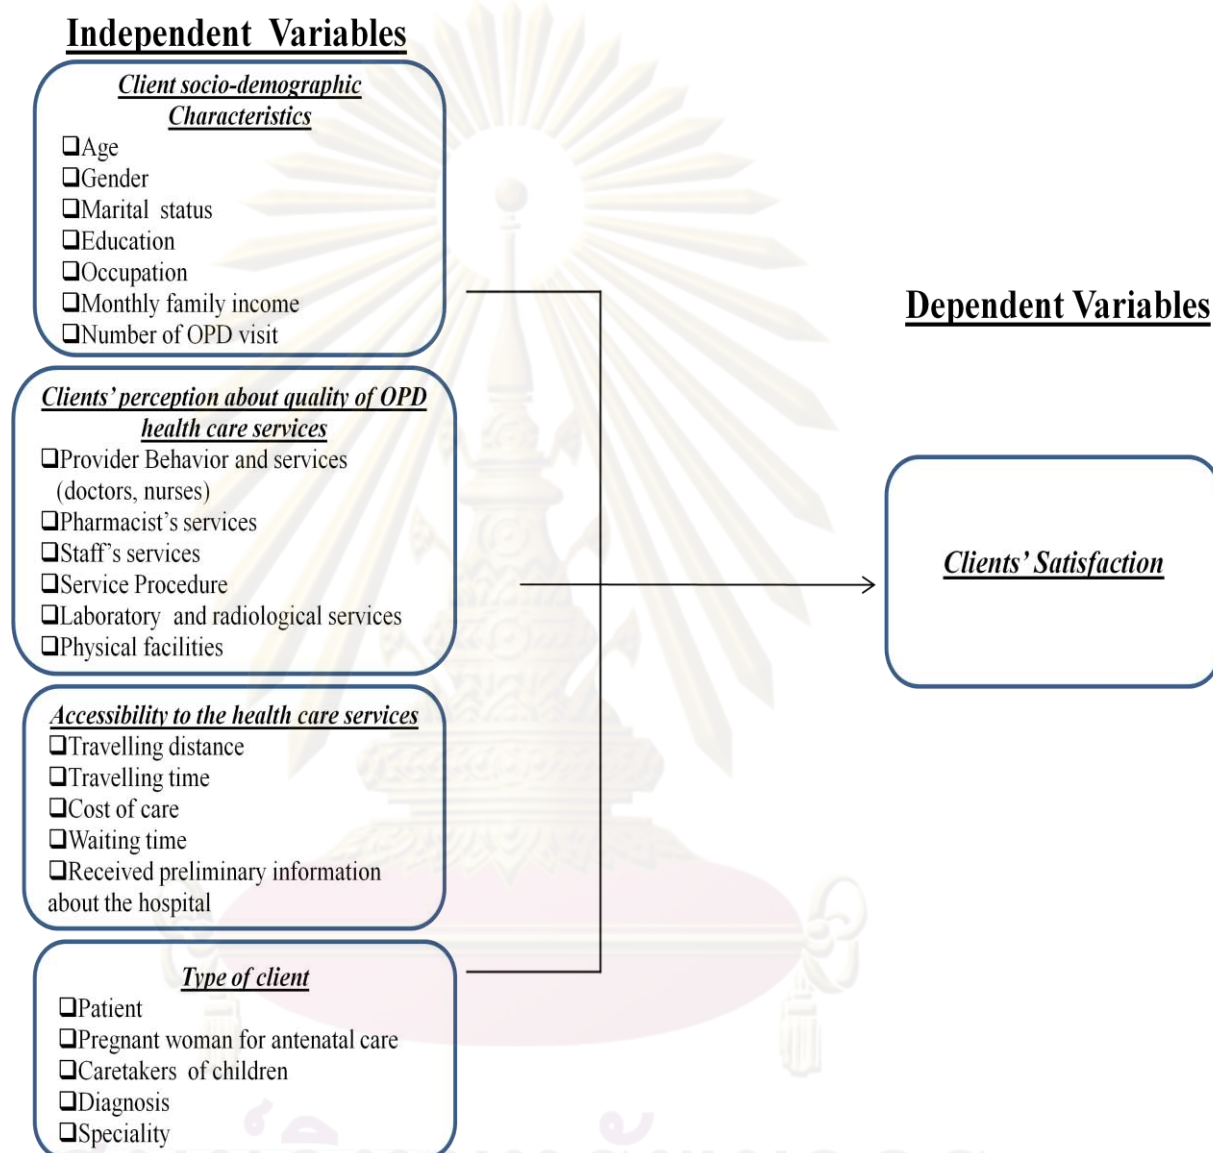 Independent Variables
Client socio-demographic
Characteristics
❑Age
❑Gender
❑Marital status
❑Education
❑Occupation
❑Monthly family income
❑Number of OPD visit
Clients' perception about quality of OPD
health care services
❑Provider Behavior and services
(doctors, nurses)
❑Pharmacist's services
❑Staff's services
❑Service Procedure
❑Laboratory and radiological services
❑Physical facilities
Accessibility to the health care services
❑Travelling distance
❑Travelling time
❑Cost of care
❑Waiting time
❑Received preliminary information
about the hospital
Type of client
❑Patient
❑Pregnant woman for antenatal care
❑Caretakers of children
❑Diagnosis
❑Speciality
Dependent Variables
Clients' Satisfaction